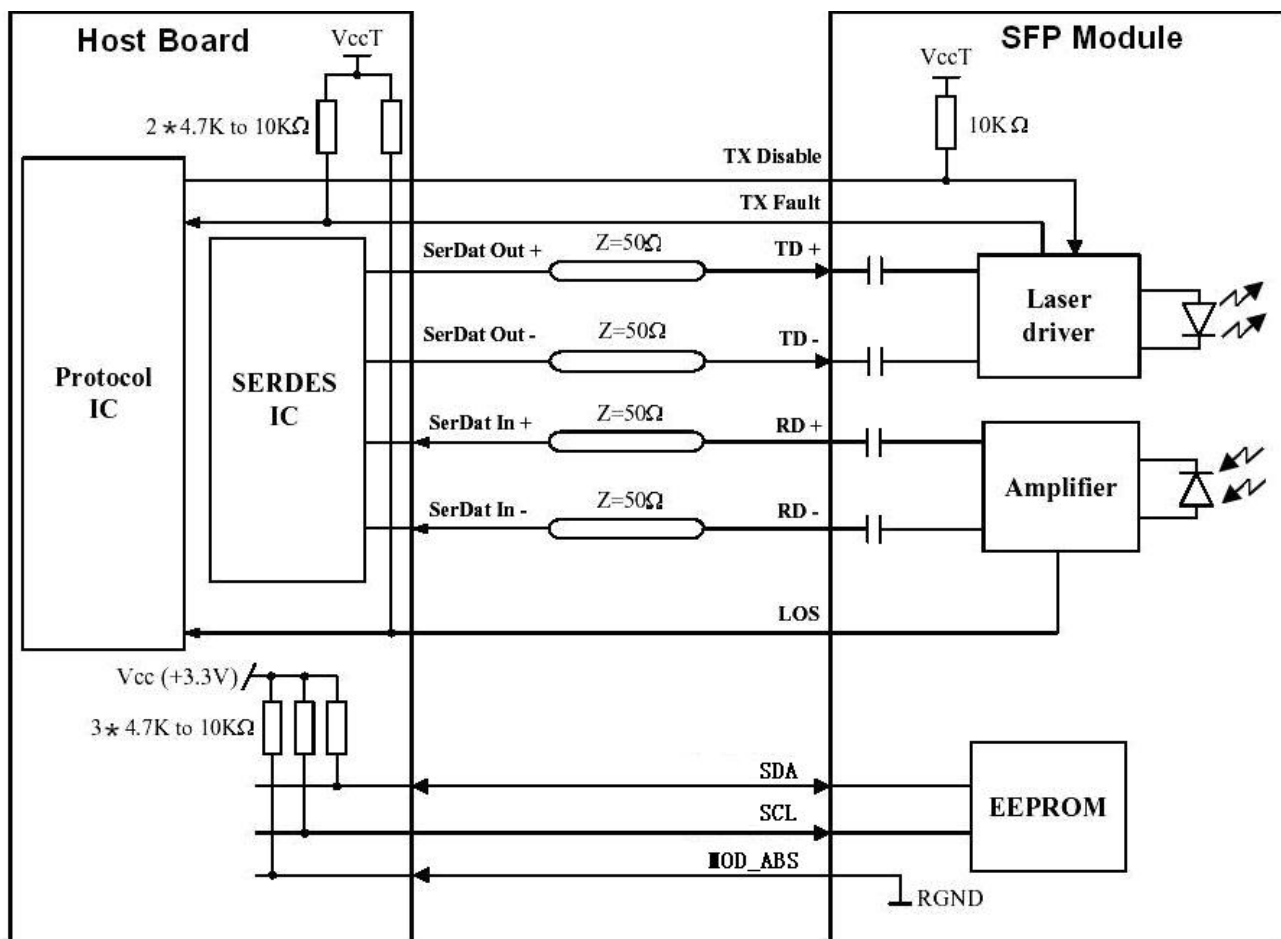 Host Board
SFP Module
VccT
VccT
2*4.7K to 10KΩ
10KΩ
TX Disable
TX Fault
SerDat Out +
Z=50Ω
TD +
Laser
driver
SerDat Out -
Z=50Ω
TD -
Protocol
IC
SERDES
IC
SerDat In +
Z=50Ω
RD +
Amplifier
SerDat In -
Z=50Ω
RD -
LOS
Vcc (+3.3V)
3*4.7K to 10KΩ
SDA
EEPROM
SCL
MOD_ABS
RGND